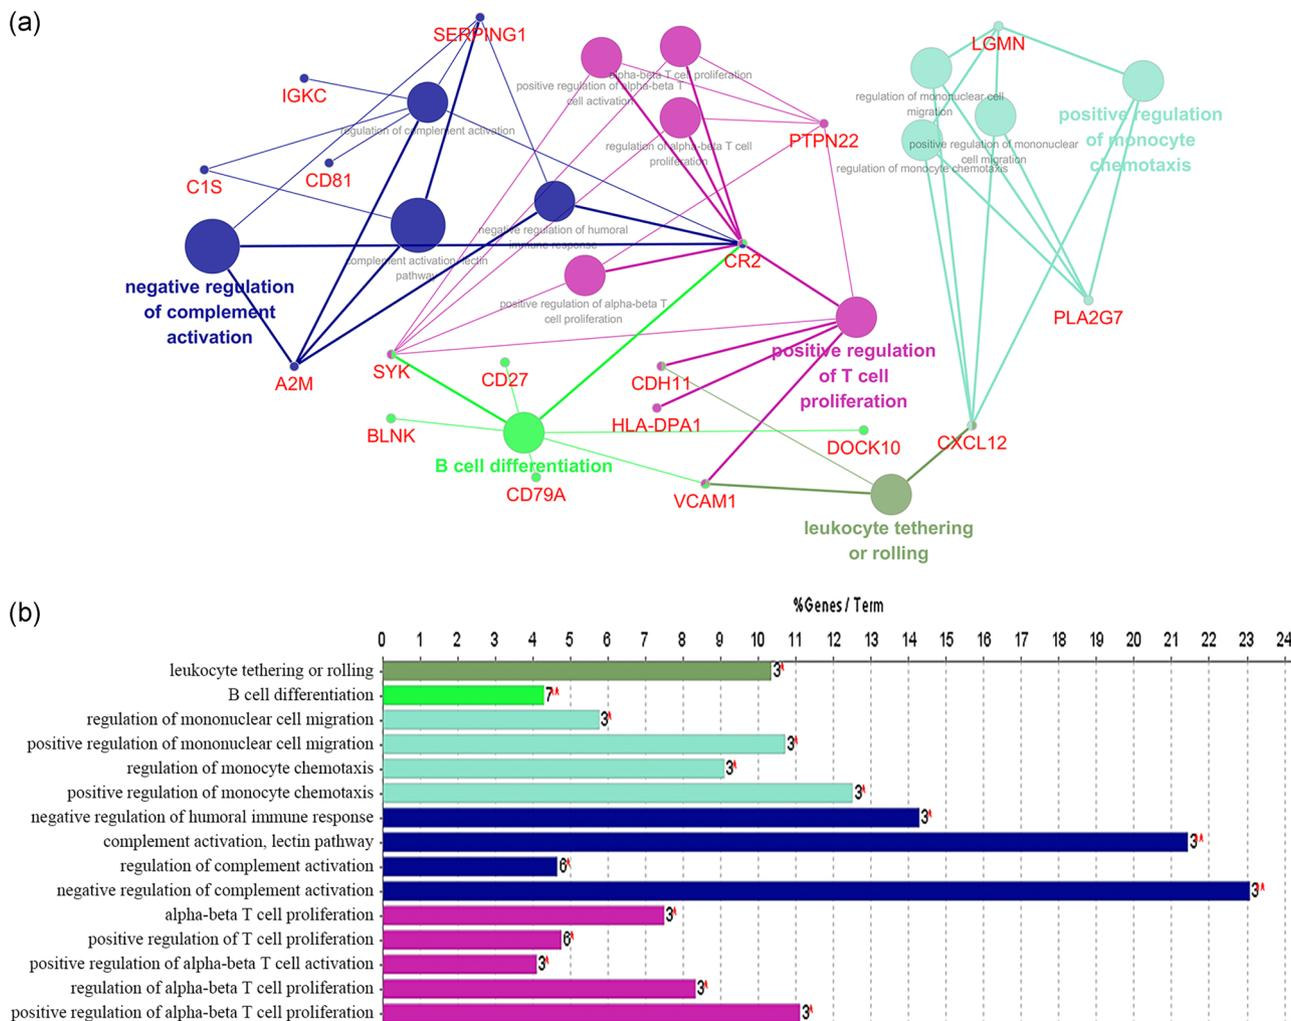 (a)
SERPING1
LGMN
alpha-beta T cell proliferation
positive regulation of alpha-beta T
cell activation
IGKC
regulation of mononuclear cell
migration
positive regulation
of monocyte
chemotaxis
regulation of complement activation
PTPN22
regulation of alpha-beta T cell
proliferation
positive regulation of mononuclear
cell migration
regulation of monocyte chemotaxis
C1S
CD81
negative regulation of humoral
immune response
complement activation, lectin
pathway
CR2
negative regulation
of complement
activation
positive regulation of alpha-beta T
cell proliferation
PLA2G7
positive regulation
of T cell
proliferation
A2M
SYK
CD27
CDH11
HLA-DPA1
BLNK
DOCK10
CXCL12
B cell differentiation
CD79A
VCAM1
leukocyte tethering
or rolling
(b)
%Genes / Term
0 1 2 3 4 5 6 7 8 9 10 11 12 13 14 15 16 17 18 19 20 21 22 23 24
leukocyte tethering or rolling 3*
B cell differentiation 7**
regulation of mononuclear cell migration 3*
positive regulation of mononuclear cell migration 3*
regulation of monocyte chemotaxis 3*
positive regulation of monocyte chemotaxis 3*
negative regulation of humoral immune response 3*
complement activation, lectin pathway 3**
regulation of complement activation 6*
negative regulation of complement activation 3**
alpha-beta T cell proliferation 3*
positive regulation of T cell proliferation 6*
positive regulation of alpha-beta T cell activation 3*
regulation of alpha-beta T cell proliferation 3*
positive regulation of alpha-beta T cell proliferation 3*